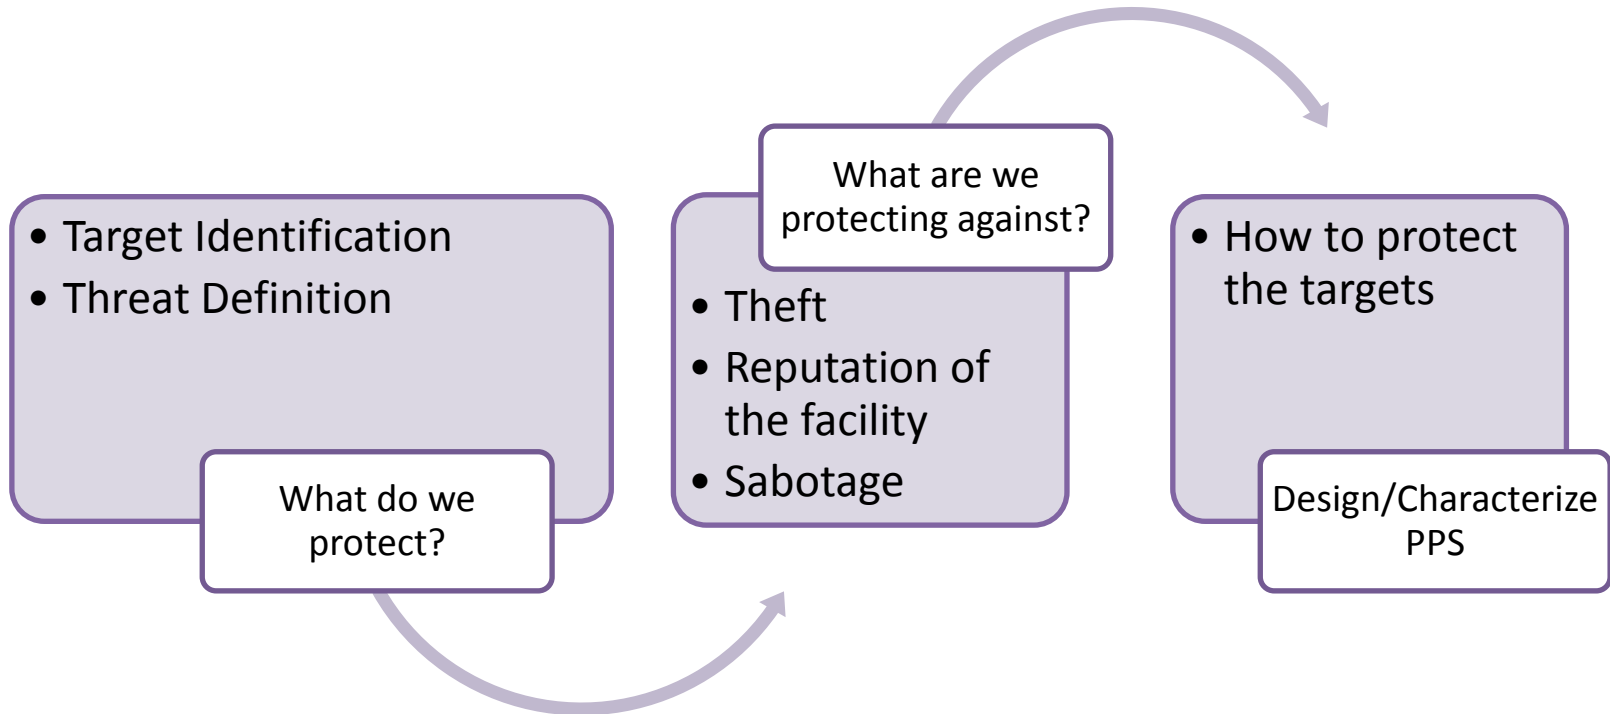 • Target Identification
• Threat Definition
What do we
protect?
What are we
protecting against?
• Theft
• Reputation of
the facility
• Sabotage
• How to protect
the targets
Design/Characterize
PPS